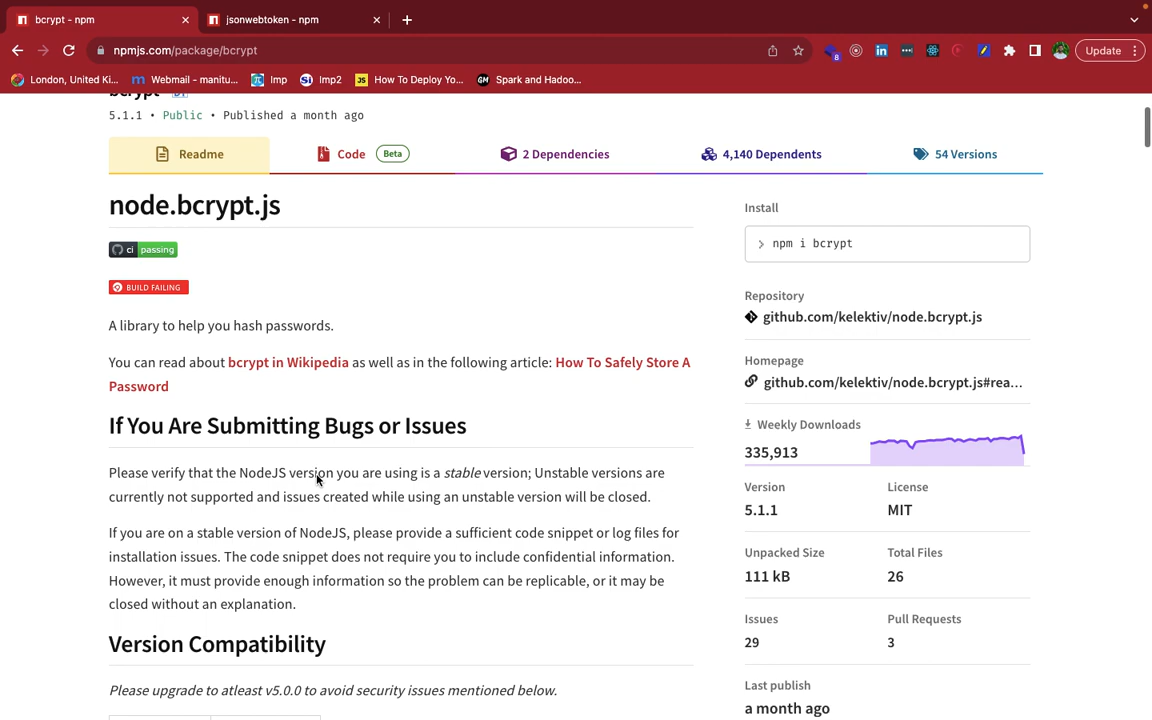 bcrypt - npm
jsonwebtoken - npm
npmjs.com/package/bcrypt
8
Update
London, United Ki...
Webmail - manitu...
Imp
Imp2
How To Deploy Yo...
Spark and Hadoo...
bcrypt
5.1.1 • Public • Published a month ago
Readme
Code Beta
2 Dependencies
4,140 Dependents
54 Versions
node.bcrypt.js
ci passing
BUILD FAILING
A library to help you hash passwords.
You can read about bcrypt in Wikipedia as well as in the following article: How To Safely Store A
Password
If You Are Submitting Bugs or Issues
Please verify that the NodeJS version you are using is a stable version; Unstable versions are
currently not supported and issues created while using an unstable version will be closed.
If you are on a stable version of NodeJS, please provide a sufficient code snippet or log files for
installation issues. The code snippet does not require you to include confidential information.
However, it must provide enough information so the problem can be replicable, or it may be
closed without an explanation.
Version Compatibility
Please upgrade to atleast v5.0.0 to avoid security issues mentioned below.
Install
> npm i bcrypt
Repository
github.com/kelektiv/node.bcrypt.js
Homepage
github.com/kelektiv/node.bcrypt.js#rea...
Weekly Downloads
335,913
Version
License
5.1.1
MIT
Unpacked Size
Total Files
111 kB
26
Issues
Pull Requests
29
3
Last publish
a month ago